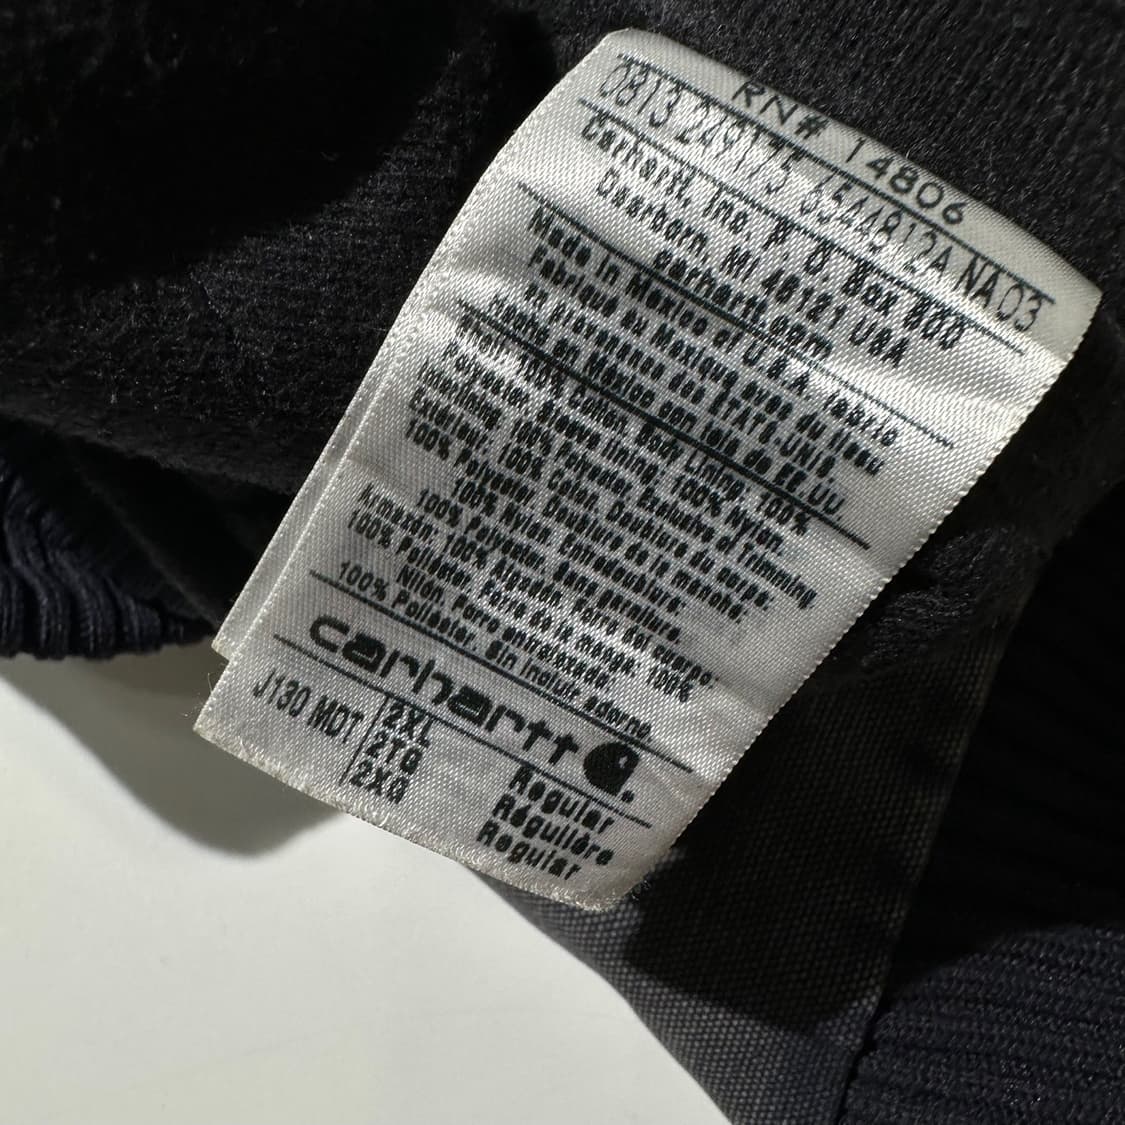 RN# 14806
0813 249175 6544812A NA03
Carhartt, Inc, P O Box 600
Dearborn, MI 48121 USA
carhartt.com
Made in Mexico of U S A fabric
Fabriqué au Mexique avec du tissu
en provenance des ETATS-UNIS
Hecho en México con tela de EE UU
100% Cotton, Body Lining, 100%
Polyester, Sleeve lining, 100% Nylon,
Interlining, 100% Polyester, Exclusive of Trimming,
Extérieur, 100% Coton, Doublure du corps,
100% Polyester, Doublure de la manche,
100% Nylon, Entredoublure,
100% Polyester, Sans garniture.
Armazón: 100% Algodón, Forro del cuerpo,
100% Poliéster, Forro de la manga, 100%
Nilón, Forro entrelazado,
100% Poliester, Sin incluir adorno.
carhartt
J130 MDT
2XL
2TG
2XG
Regular
Régulière
Regular